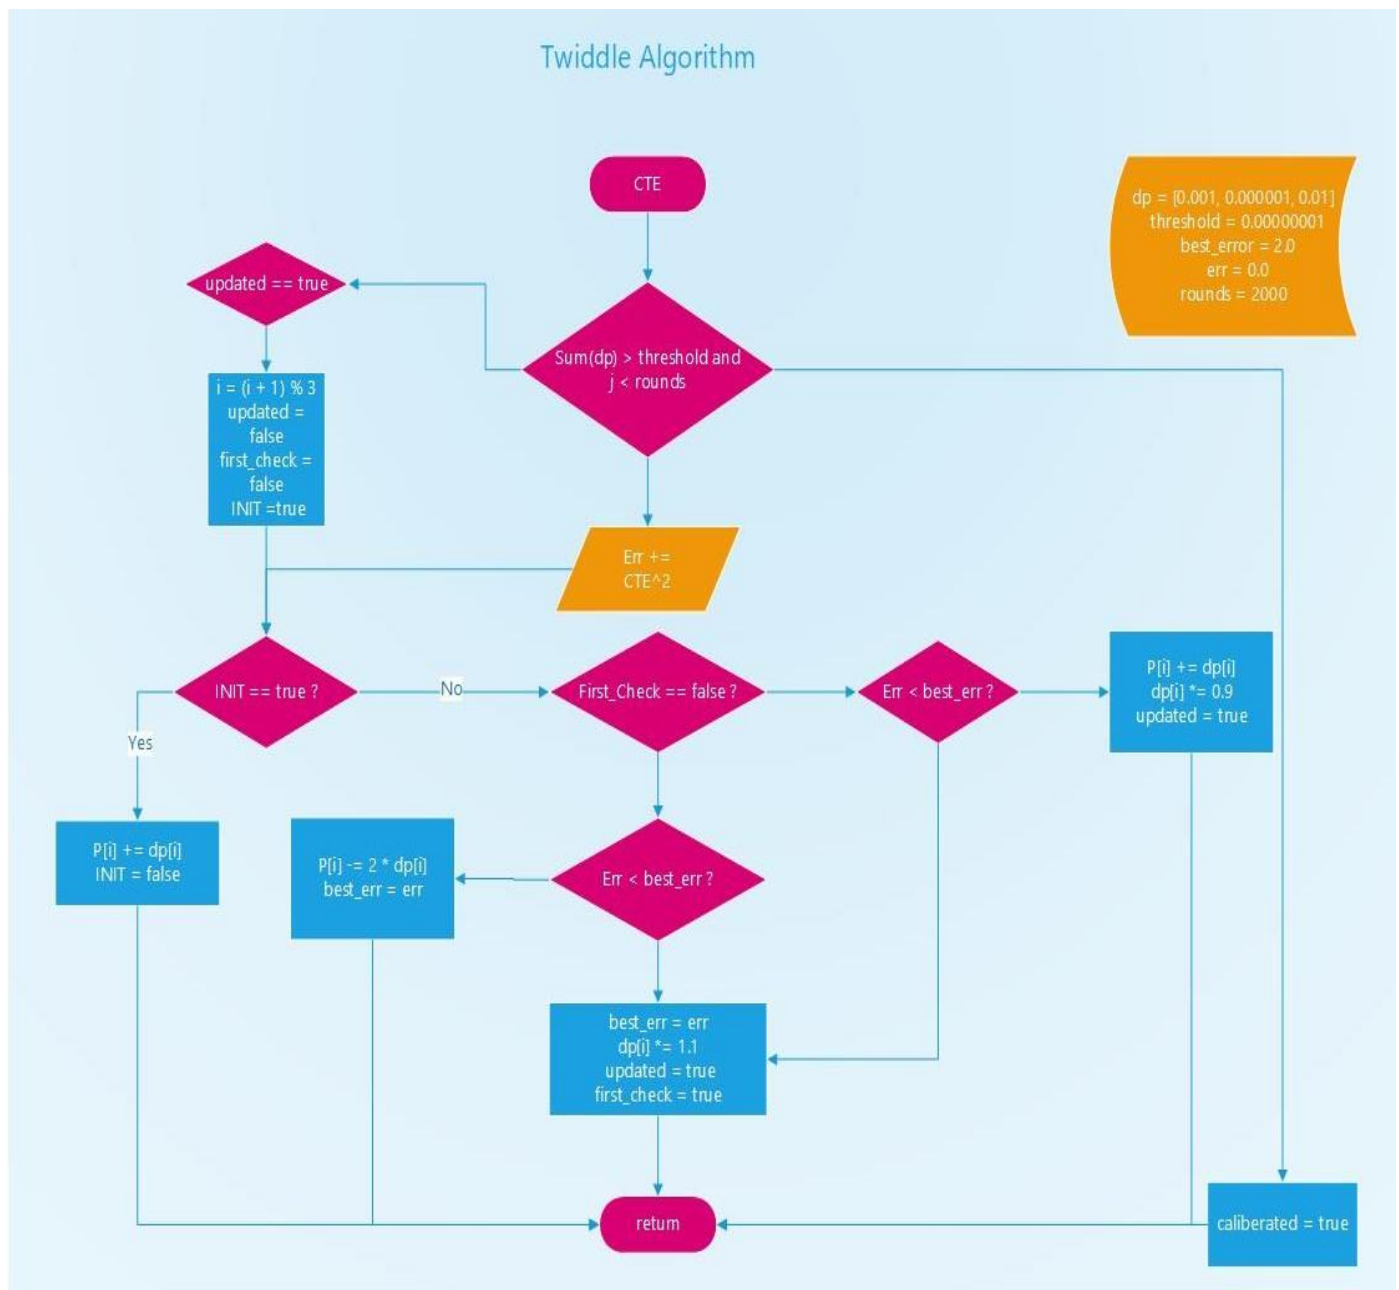 Twiddle Algorithm
CTE
dp = [0.001, 0.000001, 0.01]
threshold = 0.00000001
best_error = 2.0
err = 0.0
rounds = 2000
updated == true
Sum(dp) > threshold and
j < rounds
i = (i + 1) % 3
updated =
false
first_check =
false
INIT =true
Err +=
CTE^2
INIT == true ?
No
First_Check == false ?
Err < best_err ?
P[i] += dp[i]
dp[i] *= 0.9
updated = true
Yes
P[i] += dp[i]
INIT = false
P[i] -= 2 * dp[i]
best_err = err
Err < best_err ?
best_err = err
dp[i] *= 1.1
updated = true
first_check = true
return
caliberated = true